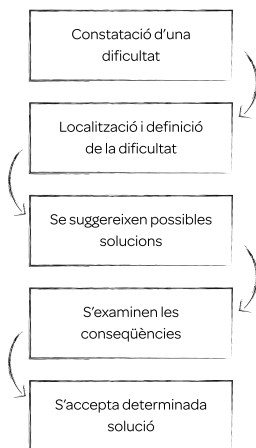 Constatació d'una
dificultat
Localització i definició
de la dificultat
Se suggereixen possibles
solucions
S'examinen les
conseqüències
S'accepta determinada
solució